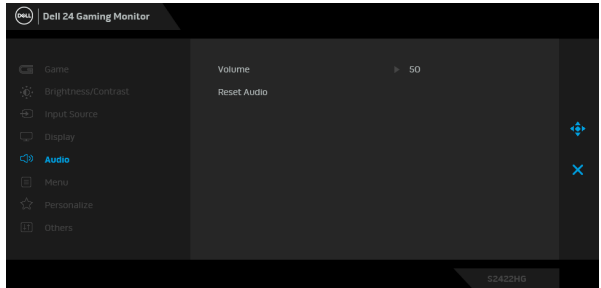 DELL Dell 24 Gaming Monitor
Game
Volume 50
Brightness/Contrast
Reset Audio
Input Source
Display
Audio
Menu
Personalize
Others
S2422HG